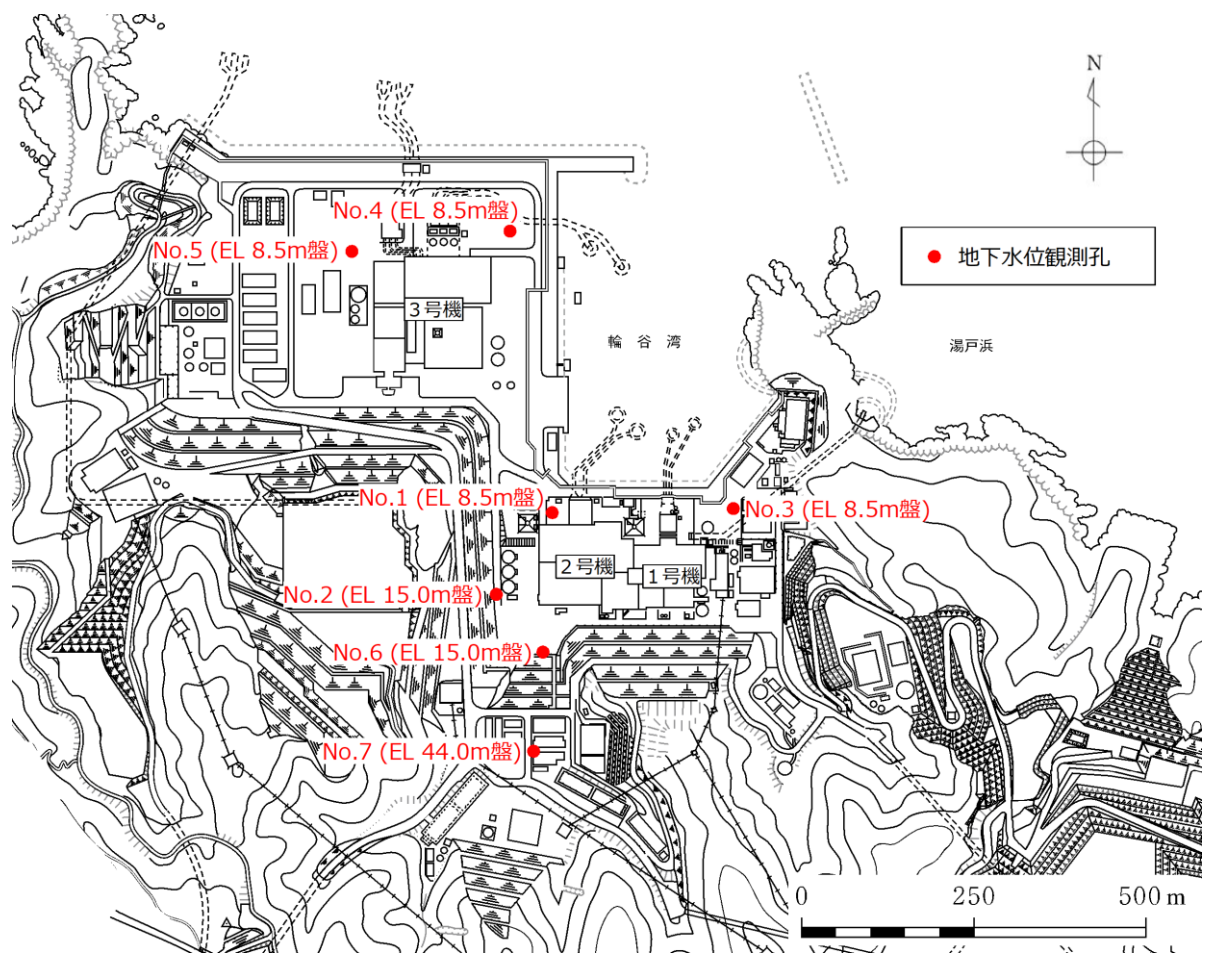 N
No.4 (EL 8.5m盤)
No.5 (EL 8.5m盤)
地下水位観測孔
3号機
輪谷湾
湯戸浜
No.1 (EL 8.5m盤)
No.3 (EL 8.5m盤)
2号機
1号機
No.2 (EL 15.0m盤)
No.6 (EL 15.0m盤)
No.7 (EL 44.0m盤)
0 250 500 m